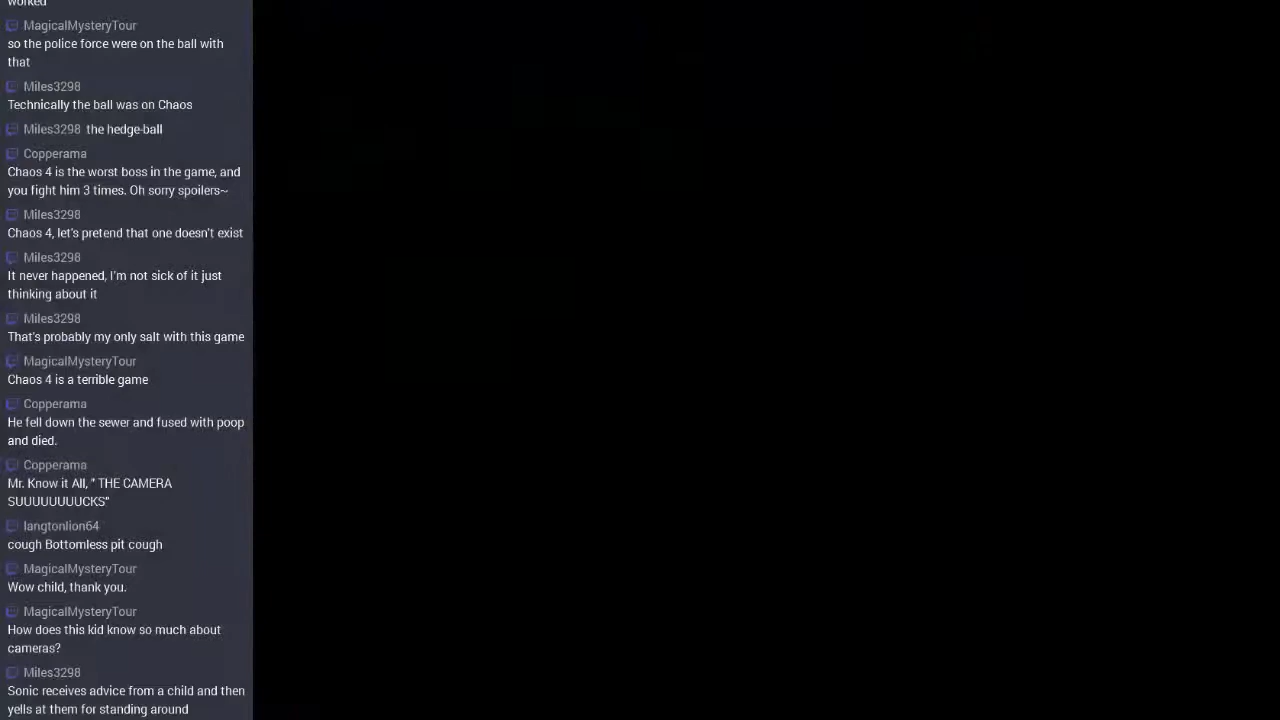 worked
MagicalMysteryTour
so the police force were on the ball with
that
Miles3298
Technically the ball was on Chaos
Miles3298 the hedge-ball
Copperama
Chaos 4 is the worst boss in the game, and
you fight him 3 times. Oh sorry spoilers~
Miles3298
Chaos 4, let's pretend that one doesn't exist
Miles3298
It never happened, I'm not sick of it just
thinking about it
Miles3298
That's probably my only salt with this game
MagicalMysteryTour
Chaos 4 is a terrible game
Copperama
He fell down the sewer and fused with poop
and died.
Copperama
Mr. Know it All, " THE CAMERA
SUUUUUUUUCKS"
langtonlion64
cough Bottomless pit cough
MagicalMysteryTour
Wow child, thank you.
MagicalMysteryTour
How does this kid know so much about
cameras?
Miles3298
Sonic receives advice from a child and then
yells at them for standing around